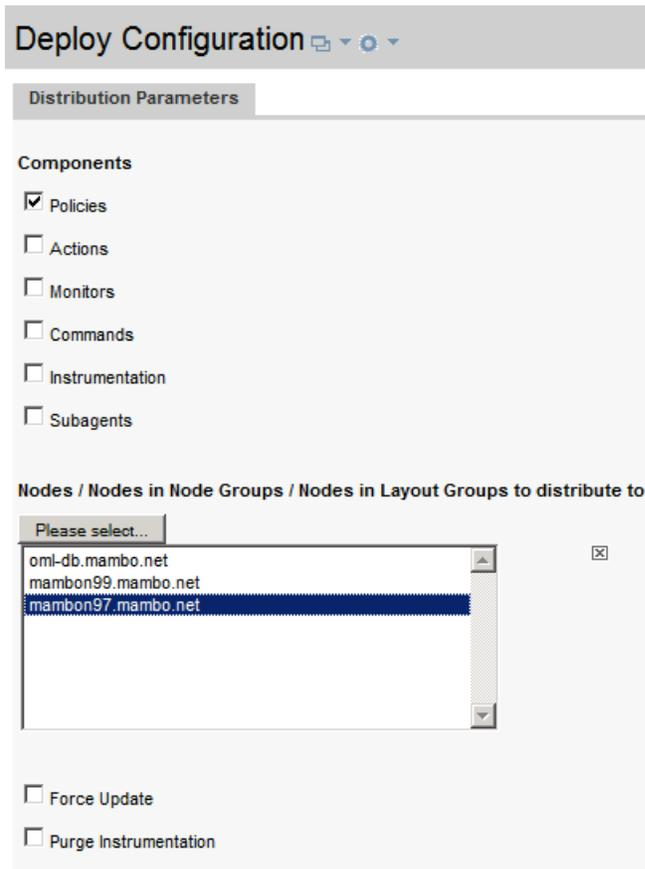 Deploy Configuration
Distribution Parameters
Components
Policies
Actions
Monitors
Commands
Instrumentation
Subagents
Nodes / Nodes in Node Groups / Nodes in Layout Groups to distribute to
Please select...
oml-db.mambo.net
mambon99.mambo.net
mambon97.mambo.net
Force Update
Purge Instrumentation